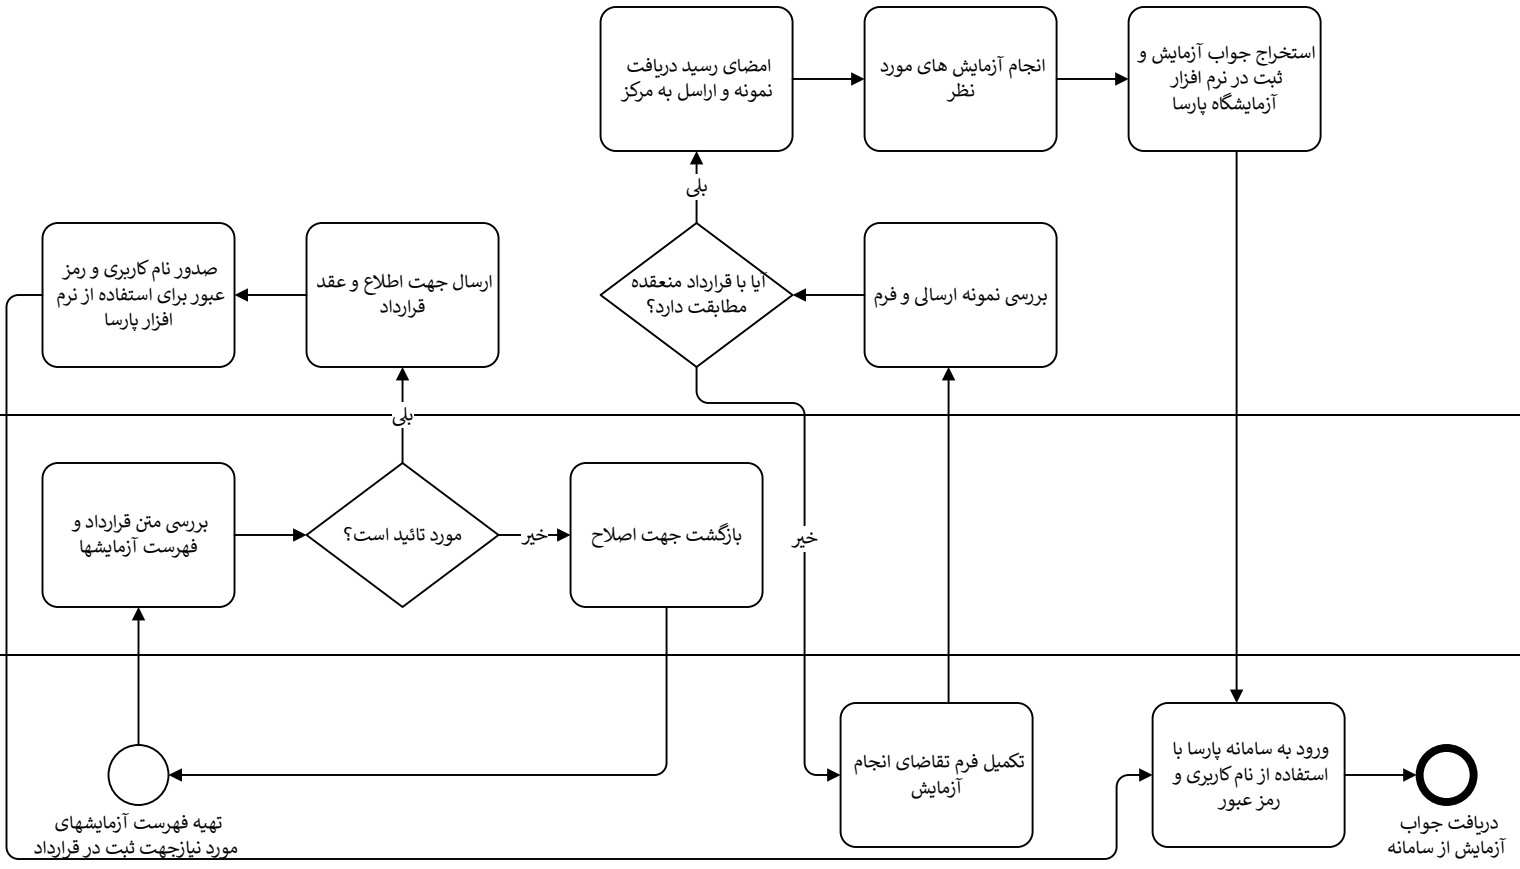 امضای رسید دریافت
نمونه و اراسل به مرکز
انجام آزمایش های مورد
نظر
استخراج جواب آزمایش و
ثبت در نرم افزار
آزمایشگاه پارسا
بلی
صدور نام کاربری و رمز
عبور برای استفاده از نرم
افزار پارسا
ارسال جهت اطلاع و عقد
قرارداد
آیا با قرارداد منعقده
مطابقت دارد؟
بررسی نمونه ارسالی و فرم
بلی
بررسی متن قرارداد و
فهرست آزمایشها
مورد تائید است؟
خیر
بازگشت جهت اصلاح
خیر
تکمیل فرم تقاضای انجام
آزمایش
ورود به سامانه پارسا با
استفاده از نام کاربری و
رمز عبور
تهیه فهرست آزمایشهای
مورد نیازجهت ثبت در قرارداد
دریافت جواب
آزمایش از سامانه